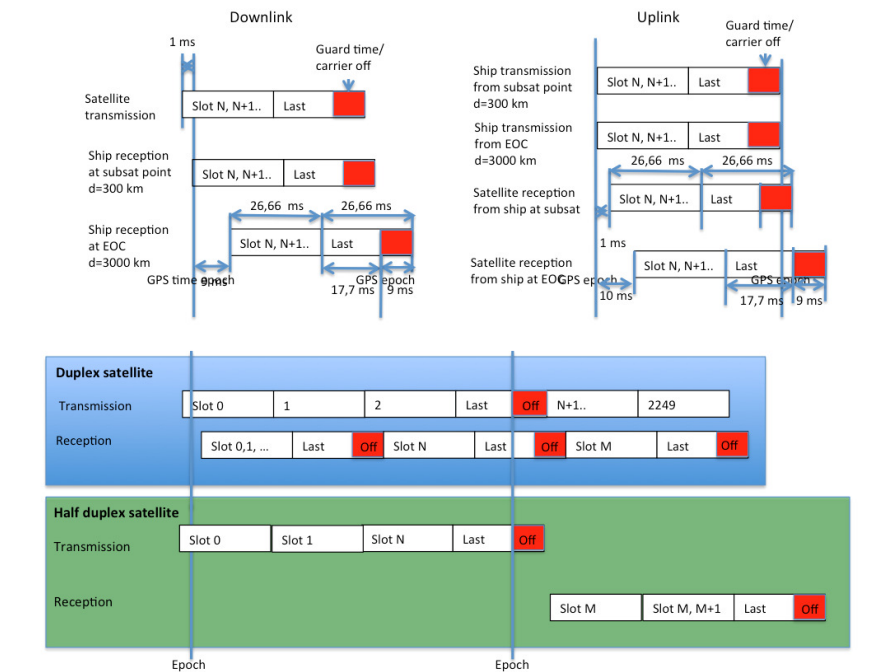 Downlink
1 ms
Guard time/
carrier off
Satellite
transmission
Slot N, N+1..
Last
Ship reception
at subsat point
d=300 km
Slot N, N+1..
Last
26,66 ms
26,66 ms
Ship reception
at EOC
d=3000 km
Slot N, N+1..
Last
GPS time epoch
9 ms
GPS epoch
17,7 ms
9 ms
Uplink
Guard time/
carrier off
Ship transmission
from subsat point
d=300 km
Slot N, N+1..
Last
Ship transmission
from EOC
d=3000 km
Slot N, N+1..
Last
26,66 ms
26,66 ms
Satellite reception
from ship at subsat
Slot N, N+1..
Last
1 ms
Satellite reception
from ship at EOC
Slot N, N+1..
Last
GPS epoch
GPS epoch
10 ms
17,7 ms
9 ms
Duplex satellite
Transmission
Slot 0
1
2
Last
Off
N+1..
2249
Reception
Slot 0,1, ...
Last
Off
Slot N
Last
Off
Slot M
Last
Off
Half duplex satellite
Transmission
Slot 0
Slot 1
Slot N
Last
Off
Reception
Slot M
Slot M, M+1
Last
Off
Epoch
Epoch